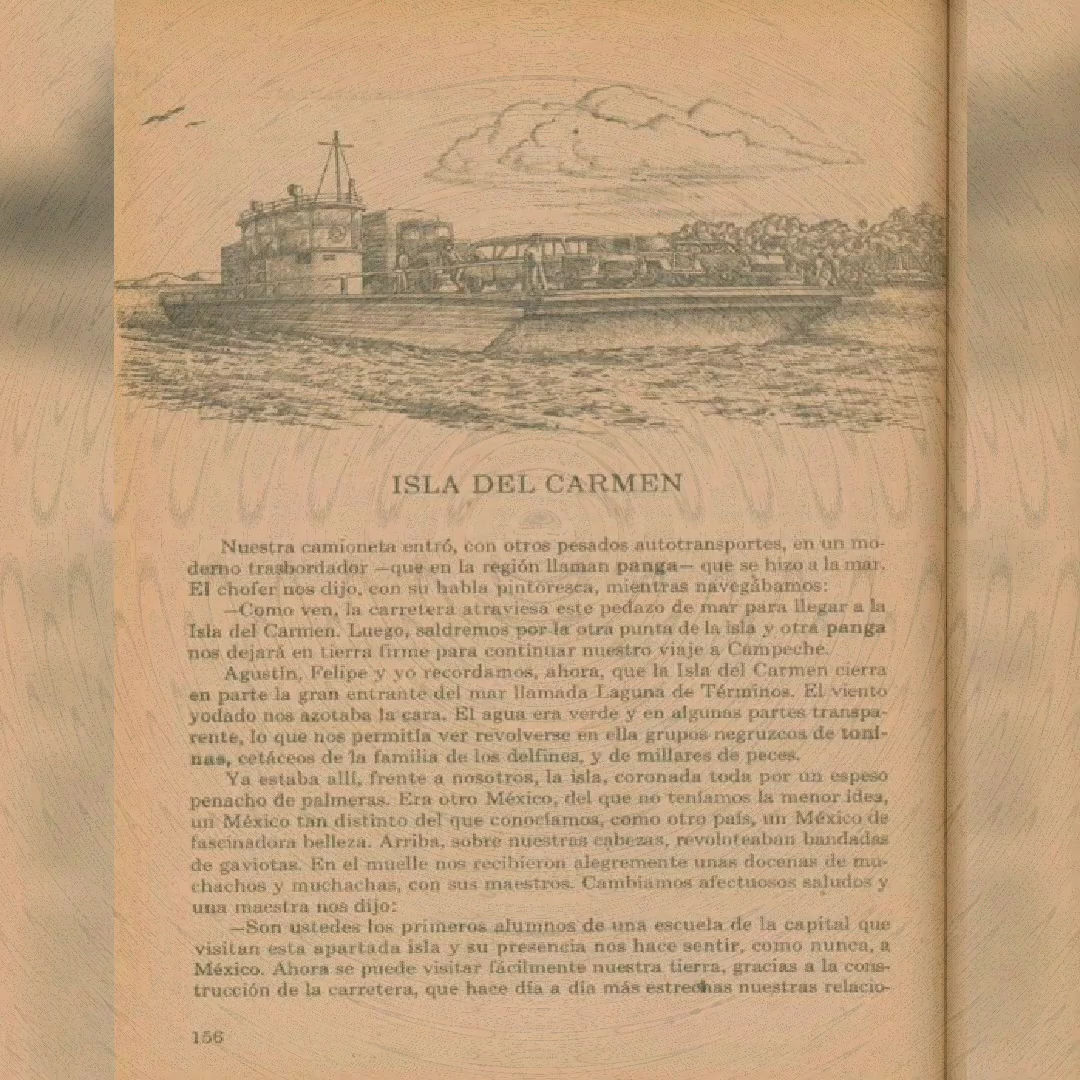 ISLA DEL CARMEN
Nuestra camioneta entró, con otros pesados autotransportes, en un mo-
derno trasbordador —que en la región llaman panga— que se hizo a la mar.
El chofer nos dijo, con su habla pintoresca, mientras navegábamos:
—Como ven, la carretera atraviesa este pedazo de mar para llegar a la
Isla del Carmen. Luego, saldremos por la otra punta de la isla y otra panga
nos dejará en tierra firme para continuar nuestro viaje a Campeche.
Agustín, Felipe y yo recordamos, ahora, que la Isla del Carmen cierra
en parte la gran entrante del mar llamada Laguna de Términos. El viento
yodado nos azotaba la cara. El agua era verde y en algunas partes transpa-
rente, lo que nos permitía ver revolverse en ella grupos negruzcos de toni-
nas, cetáceos de la familia de los delfines, y de millares de peces.
Ya estaba allí, frente a nosotros, la isla, coronada toda por un espeso
penacho de palmeras. Era otro México, del que no teníamos la menor idea,
un México tan distinto del que conocíamos, como otro país, un México de
fascinadora belleza. Arriba, sobre nuestras cabezas, revoloteaban bandadas
de gaviotas. En el muelle nos recibieron alegremente unas docenas de mu-
chachos y muchachas, con sus maestros. Cambiamos afectuosos saludos y
una maestra nos dijo:
—Son ustedes los primeros alumnos de una escuela de la capital que
visitan esta apartada isla y su presencia nos hace sentir, como nunca, a
México. Ahora se puede visitar fácilmente nuestra tierra, gracias a la cons-
trucción de la carretera, que hace día a día más estrechas nuestras relacio-
156